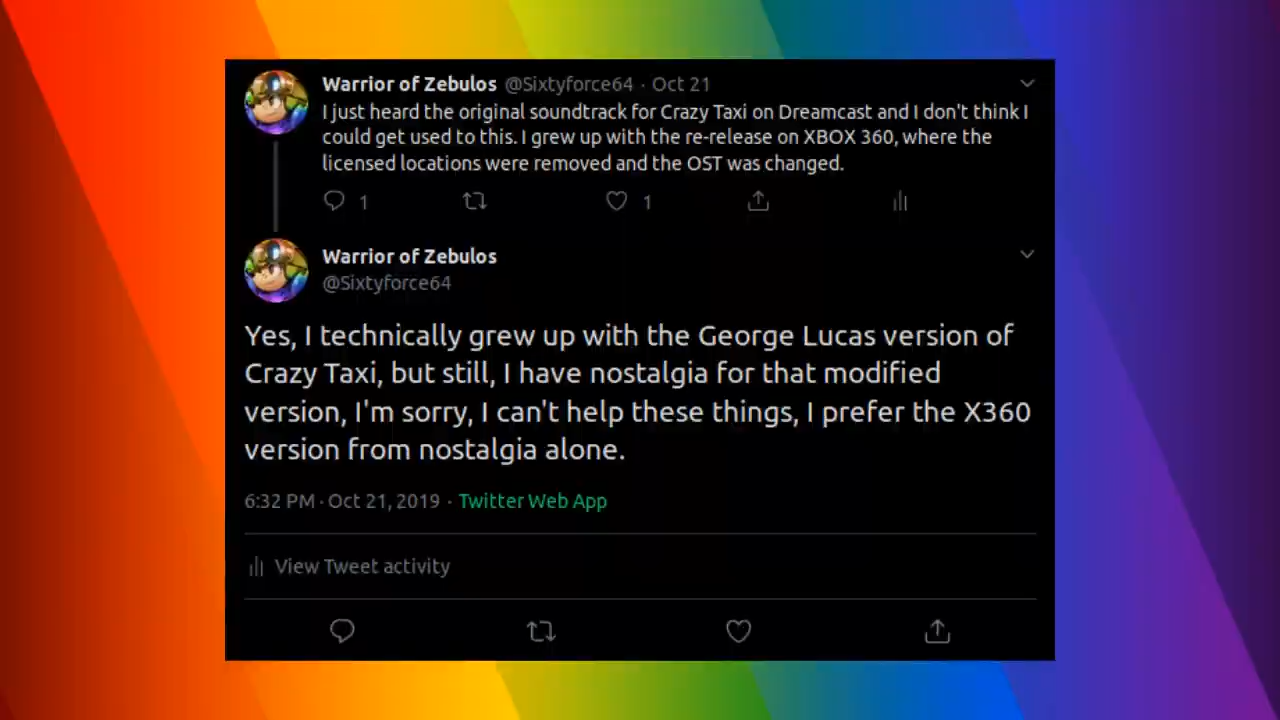 Warrior of Zebulos @Sixtyforce64 · Oct 21
I just heard the original soundtrack for Crazy Taxi on Dreamcast and I don't think I
could get used to this. I grew up with the re-release on XBOX 360, where the
licensed locations were removed and the OST was changed.
1 1
Warrior of Zebulos
@Sixtyforce64
Yes, I technically grew up with the George Lucas version of
Crazy Taxi, but still, I have nostalgia for that modified
version, I'm sorry, I can't help these things, I prefer the X360
version from nostalgia alone.
6:32 PM · Oct 21, 2019 · Twitter Web App
View Tweet activity